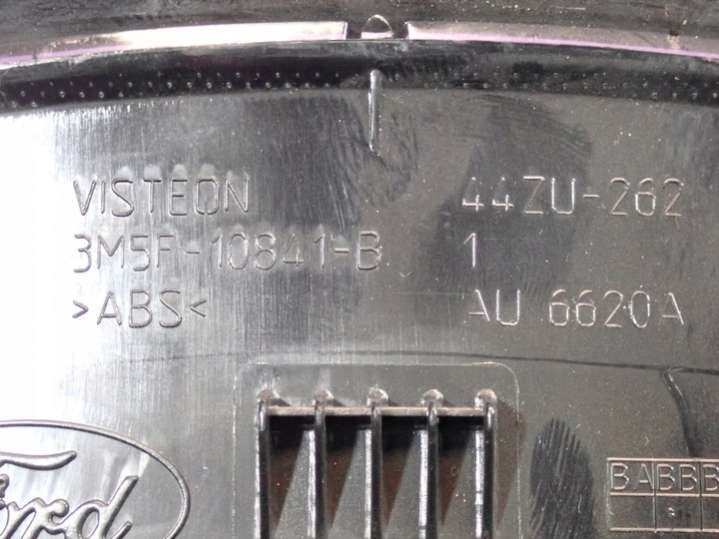 VISTEON
3M5F-10841-B
>ABS<
44ZU-262
1
AU 6620A
Ford
BABBB